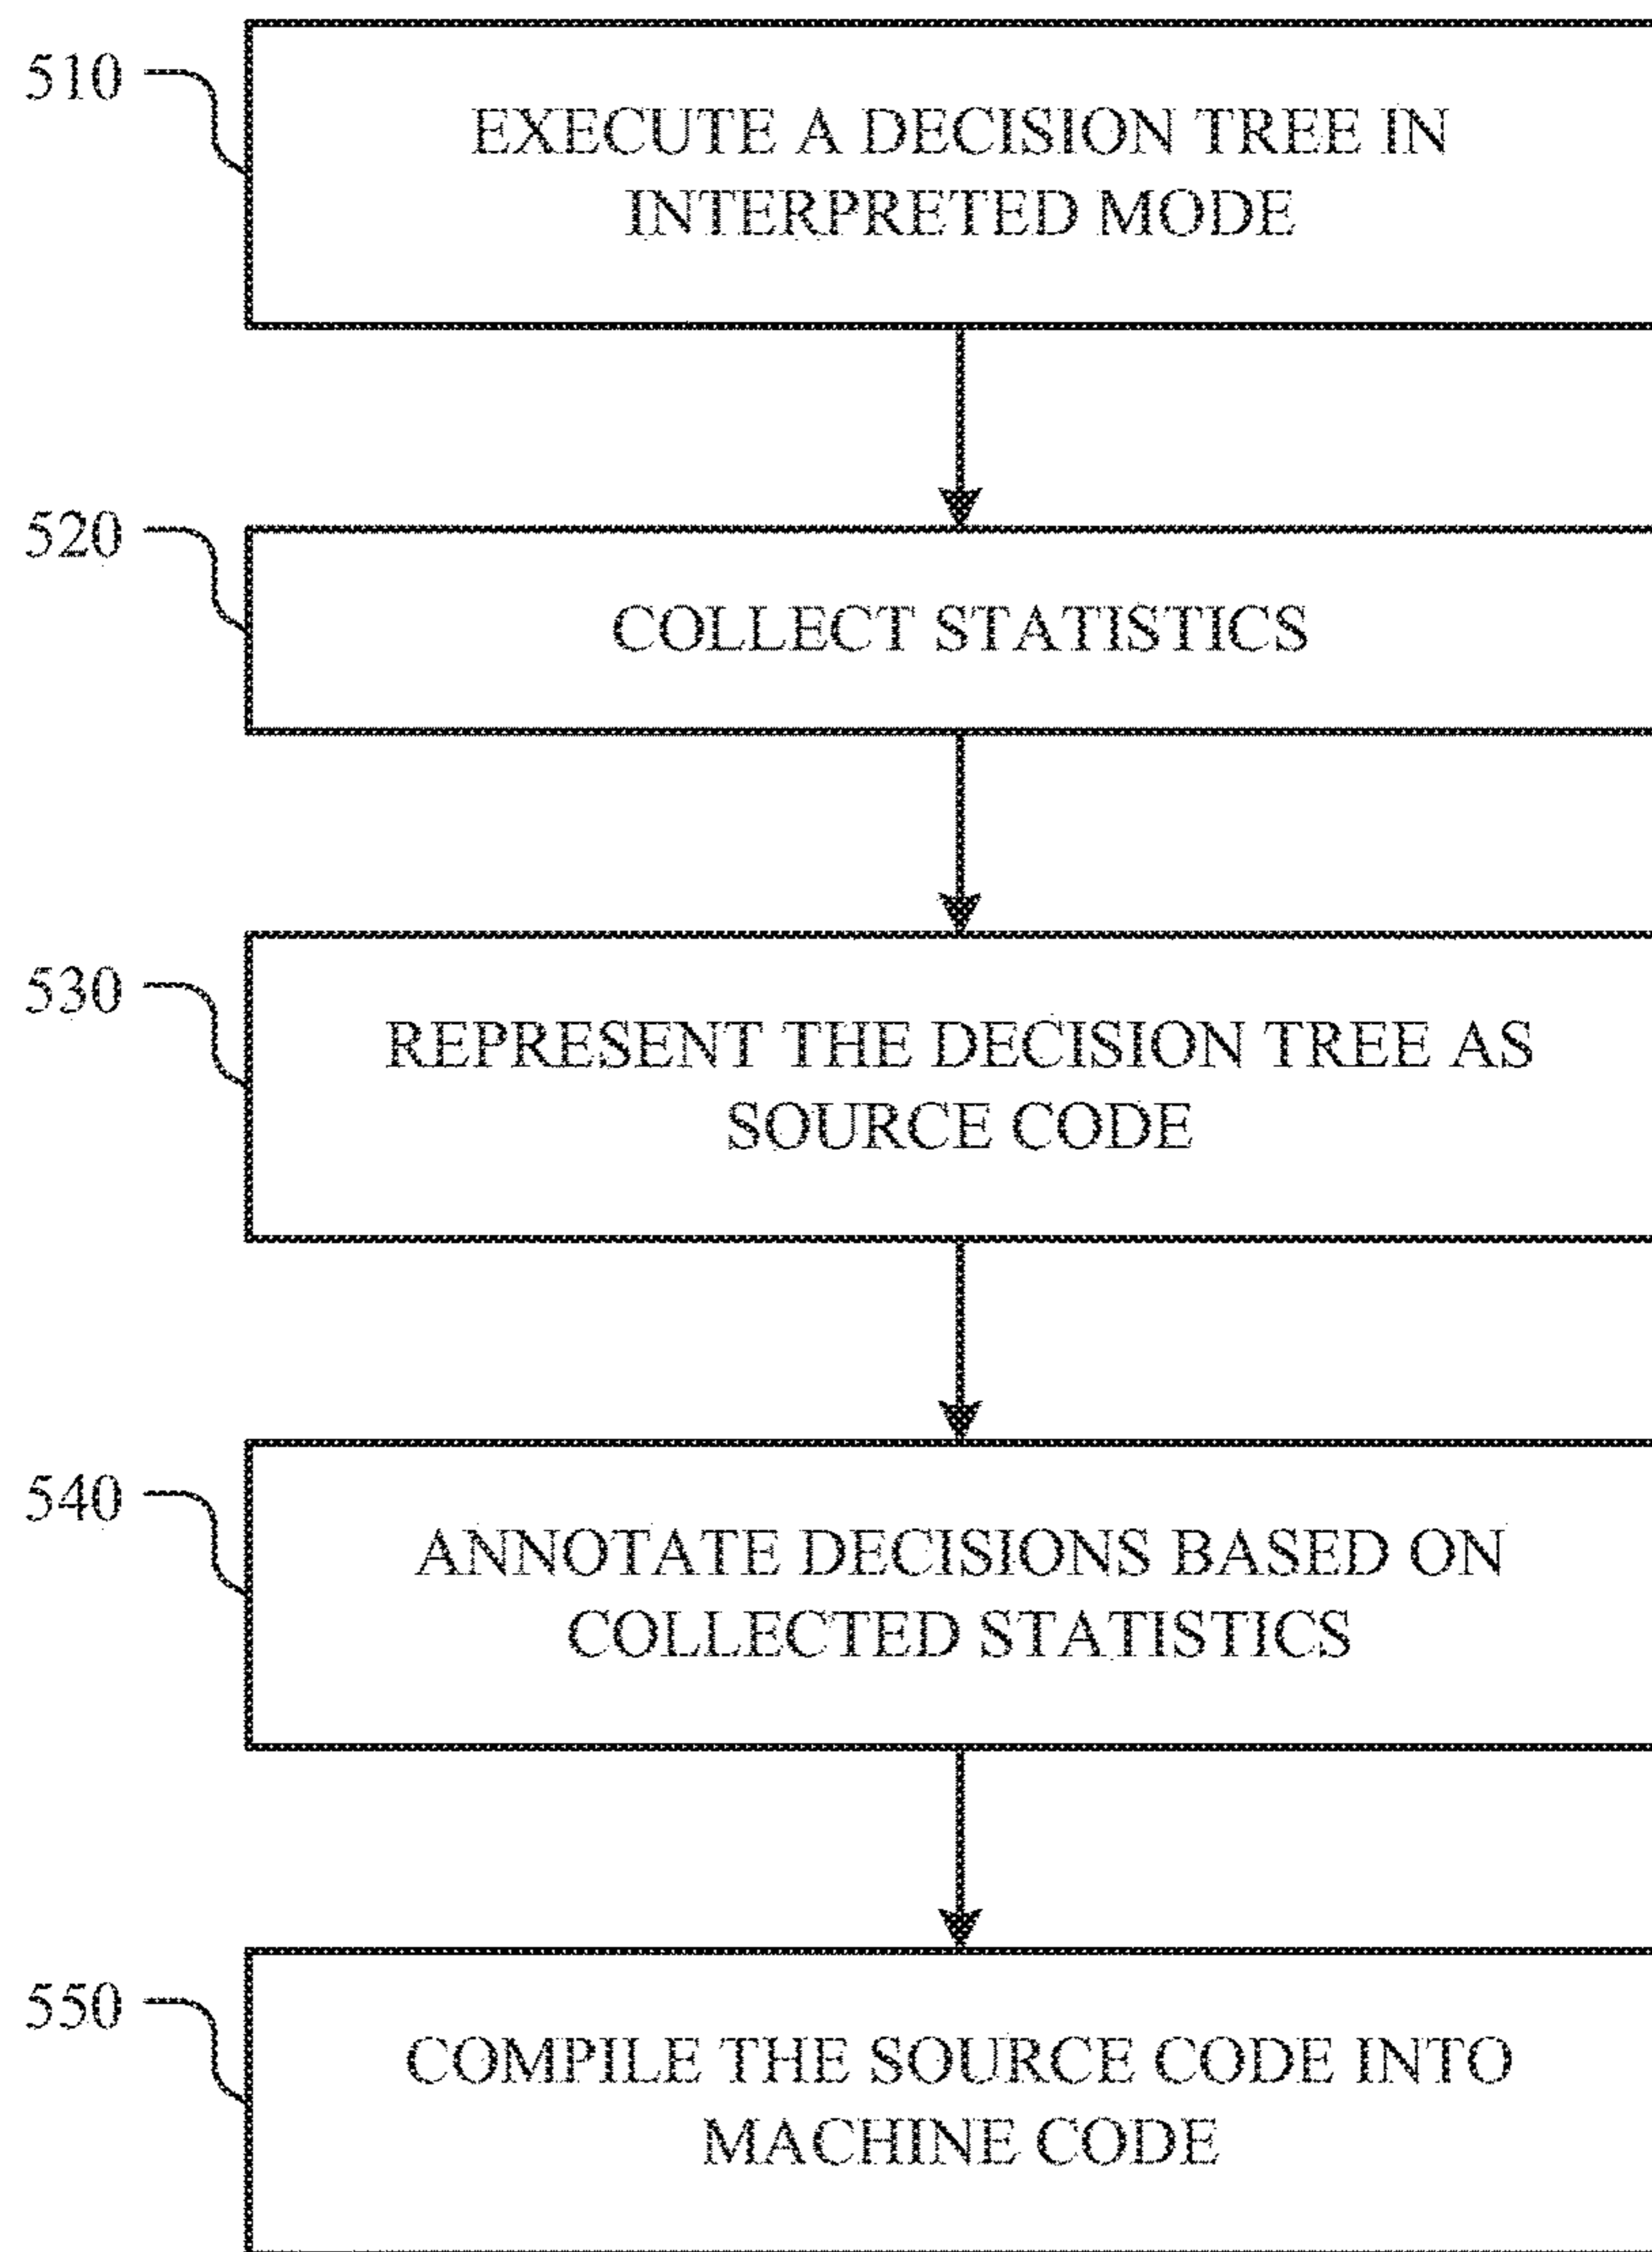 510
EXECUTE A DECISION TREE IN
INTERPRETED MODE
520
COLLECT STATISTICS
530
REPRESENT THE DECISION TREE AS
SOURCE CODE
540
ANNOTATE DECISIONS BASED ON
COLLECTED STATISTICS
550
COMPILE THE SOURCE CODE INTO
MACHINE CODE